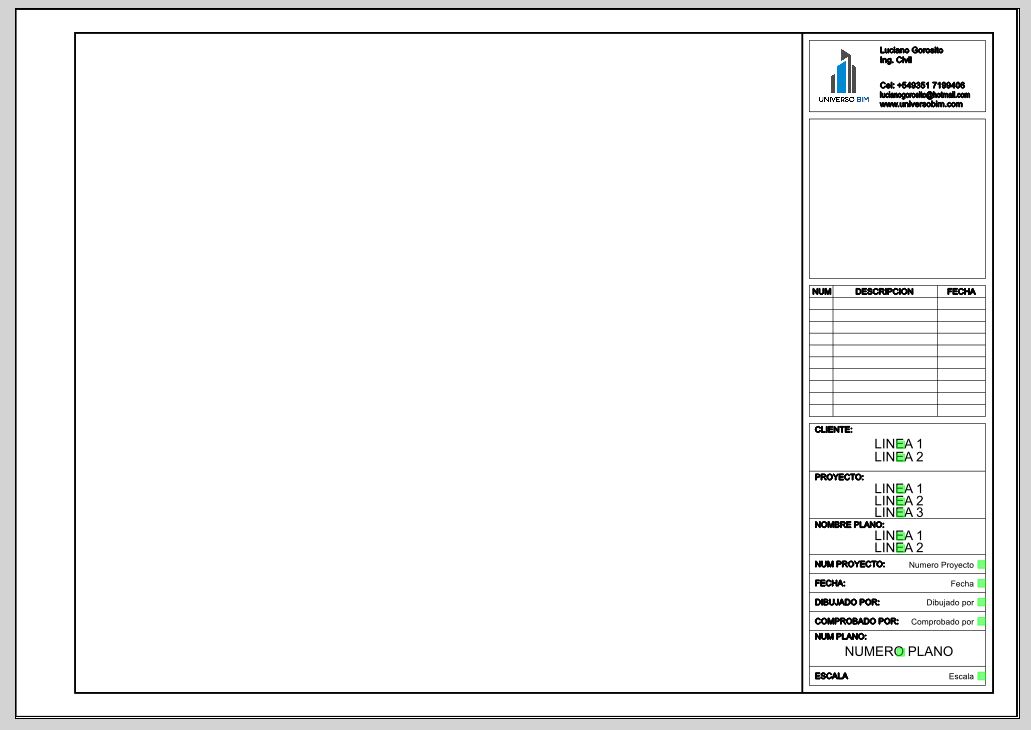 UNIVERSO BIM
Luciano Gorosito
Ing. Civil
Cel: +549351 7199406
lucianogorosito@hotmail.com
www.universobim.com
NUM DESCRIPCION FECHA
CLIENTE:
LINEA 1
LINEA 2
PROYECTO:
LINEA 1
LINEA 2
LINEA 3
NOMBRE PLANO:
LINEA 1
LINEA 2
NUM PROYECTO: Numero Proyecto
FECHA: Fecha
DIBUJADO POR: Dibujado por
COMPROBADO POR: Comprobado por
NUM PLANO:
NUMERO PLANO
ESCALA Escala